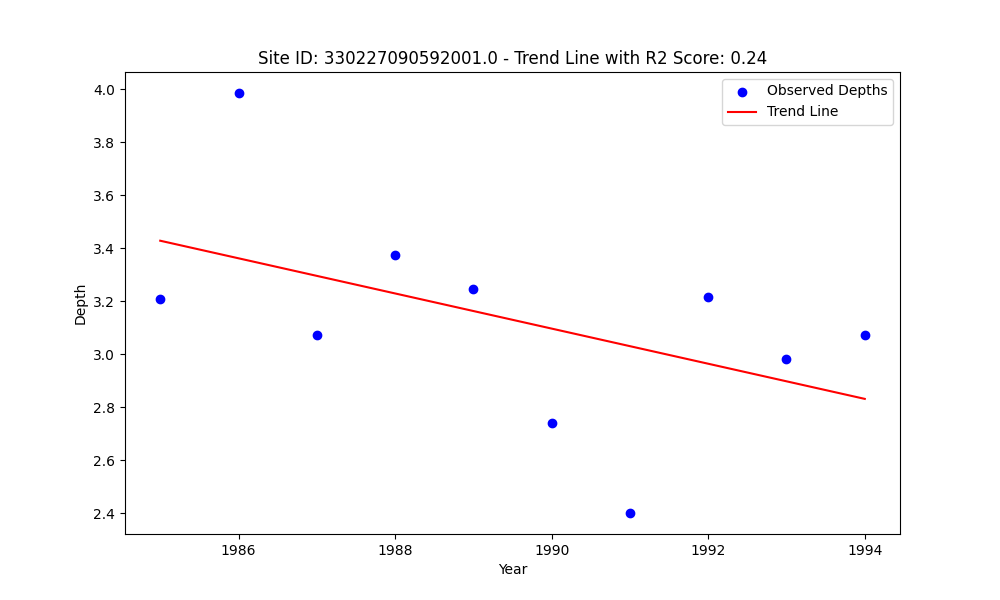 Site ID: 330227090592001.0 - Trend Line with R2 Score: 0.24
Observed Depths
Trend Line
4.0
3.8
3.6
3.4
3.2
3.0
2.8
2.6
2.4
Depth
1986
1988
1990
1992
1994
Year